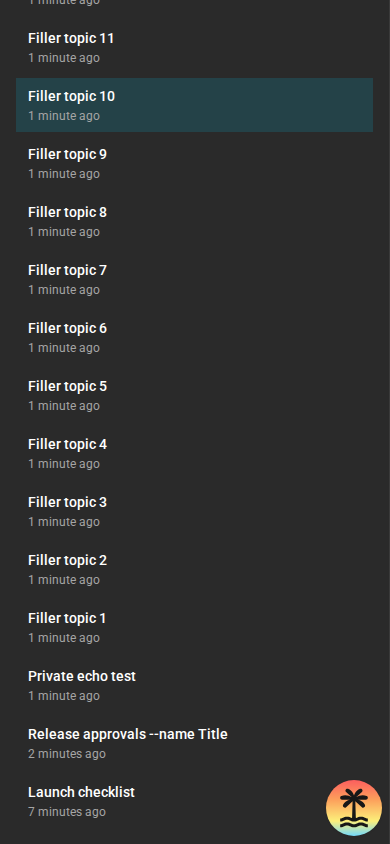 1 minute ago
Filler topic 11
1 minute ago
Filler topic 10
1 minute ago
Filler topic 9
1 minute ago
Filler topic 8
1 minute ago
Filler topic 7
1 minute ago
Filler topic 6
1 minute ago
Filler topic 5
1 minute ago
Filler topic 4
1 minute ago
Filler topic 3
1 minute ago
Filler topic 2
1 minute ago
Filler topic 1
1 minute ago
Private echo test
1 minute ago
Release approvals --name Title
2 minutes ago
Launch checklist
7 minutes ago